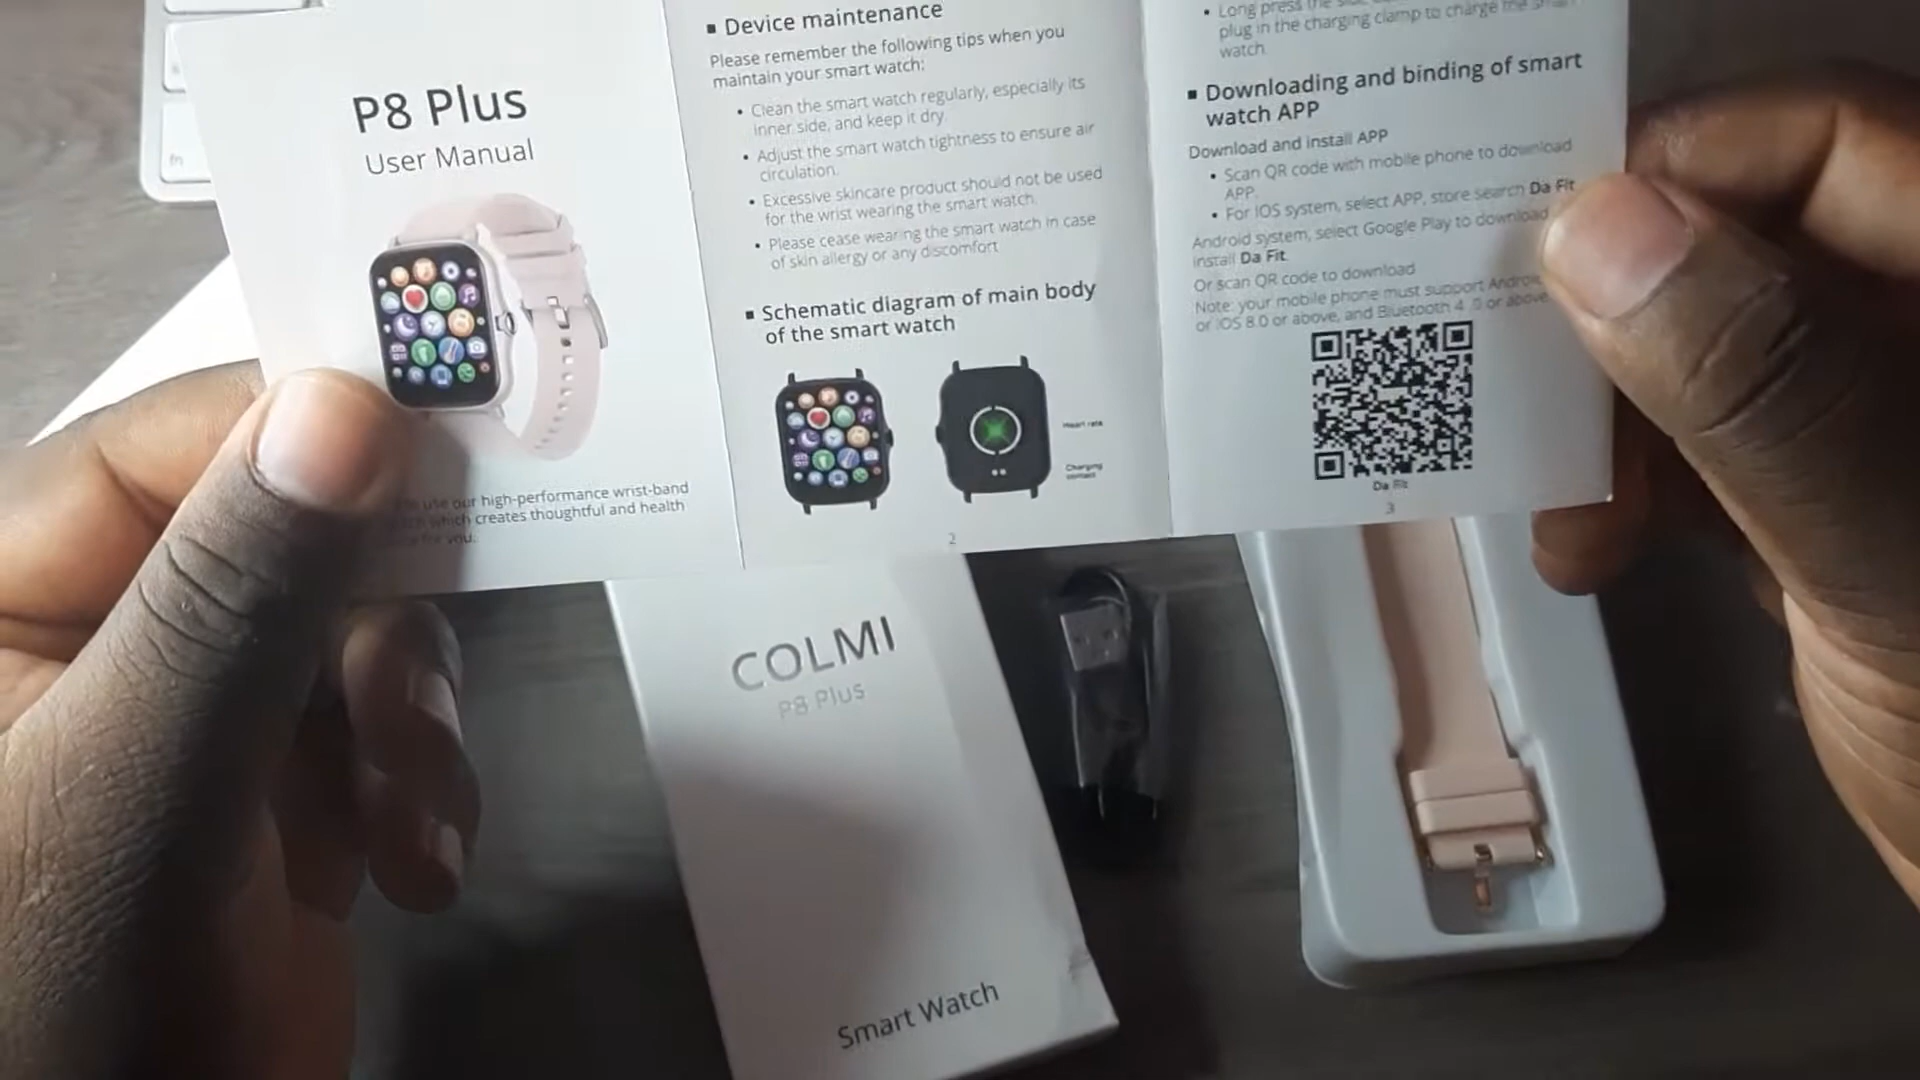 fn
P8 Plus
User Manual
use our high-performance wrist-band
which creates thoughtful and health
for you.
▪ Device maintenance
Please remember the following tips when you
maintain your smart watch:
• Clean the smart watch regularly, especially its
inner side, and keep it dry.
• Adjust the smart watch tightness to ensure air
circulation.
• Excessive skincare product should not be used
for the wrist wearing the smart watch.
• Please cease wearing the smart watch in case
of skin allergy or any discomfort
▪ Schematic diagram of main body
of the smart watch
Heart rate
Charging
contact
2
• Long press the
plug in the charging clamp to charge the
watch.
▪ Downloading and binding of smart
watch APP
Download and install APP
• Scan QR code with mobile phone to download
APP.
• For IOS system, select APP, store search Da Fit
Android system, select Google Play to download
install Da Fit.
Or scan QR code to download
Note: your mobile phone must support
or iOS 8.0 or above, and Bluetooth 4.0 or above
Da Fit
3
COLMI
P8 Plus
Smart Watch